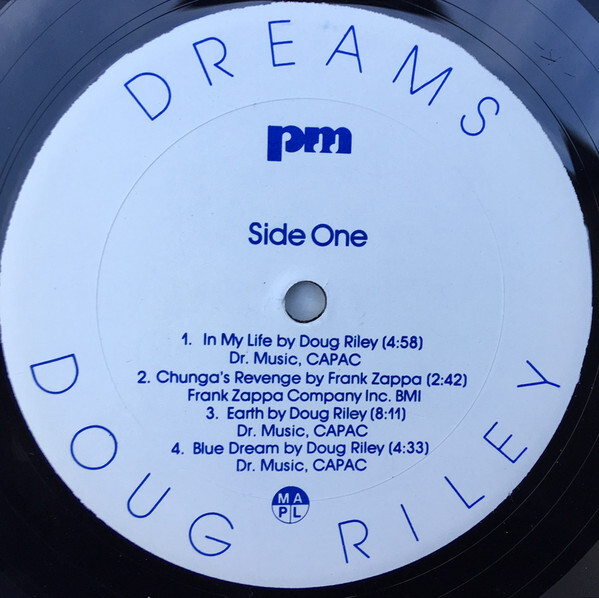 DREAMS
pm
Side One
1. In My Life by Doug Riley (4:58)
Dr. Music, CAPAC
2. Chunga's Revenge by Frank Zappa (2:42)
Frank Zappa Company Inc. BMI
3. Earth by Doug Riley (8:11)
Dr. Music, CAPAC
4. Blue Dream by Doug Riley (4:33)
Dr. Music, CAPAC
MA
PL
DOUG RILEY